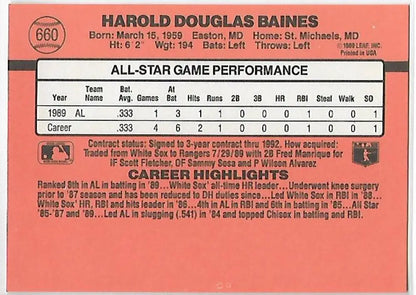 660
HAROLD DOUGLAS BAINES
Born: March 15, 1959 Easton, MD Home: St. Michaels, MD
Ht: 6'2" Wgt: 194 Bats: Left Throws: Left
© 1989 LEAF, INC.
Printed in USA
ALL-STAR GAME PERFORMANCE
Year Team Name Bat. Avg. Games At Bat Hits Runs 2B 3B HR RBI Steal Walk SO
1989 AL .333 1 3 1 1 0 0 0 1 0 0 1
Career .333 4 6 2 1 0 0 0 1 0 0 1
Contract status: Signed to 3-year contract thru 1992. How acquired:
Traded from White Sox to Rangers 7/29/89 with 2B Fred Manrique for
IF Scott Fletcher, OF Sammy Sosa and P Wilson Alvarez
CAREER HIGHLIGHTS
Ranked 8th in AL in batting in '89...White Sox' all-time HR leader...Underwent knee surgery
prior to '87 season and has been reduced to DH duties since...Led White Sox in RBI in '88...
Led White Sox' HR, RBI and hits leader in '86...4th in AL in RBI and 6th in batting in '85...All Star
'85-'87 and '89...Led AL in slugging (.541) in '84 and topped Chisox in batting and RBI